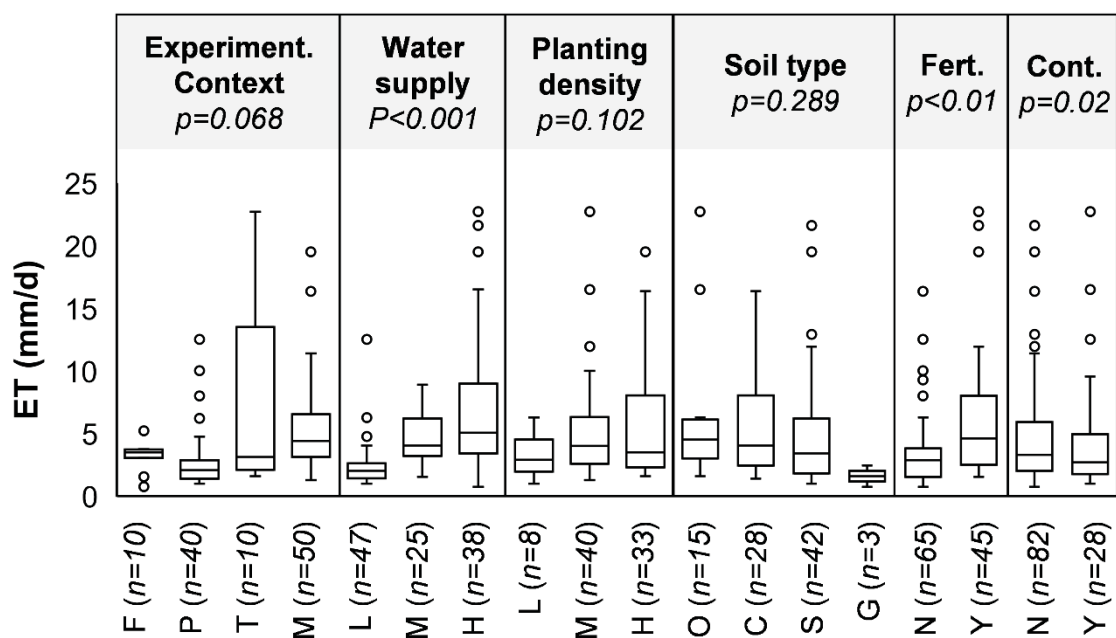 Experiment.
Context
p=0.068
Water
supply
P<0.001
Planting
density
p=0.102
Soil type
p=0.289
Fert.
p<0.01
Cont.
p=0.02
ET (mm/d)
25
20
15
10
5
0
F (n=10)
P (n=40)
T (n=10)
M (n=50)
L (n=47)
M (n=25)
H (n=38)
L (n=8)
M (n=40)
H (n=33)
O (n=15)
C (n=28)
S (n=42)
G (n=3)
N (n=65)
Y (n=45)
N (n=82)
Y (n=28)